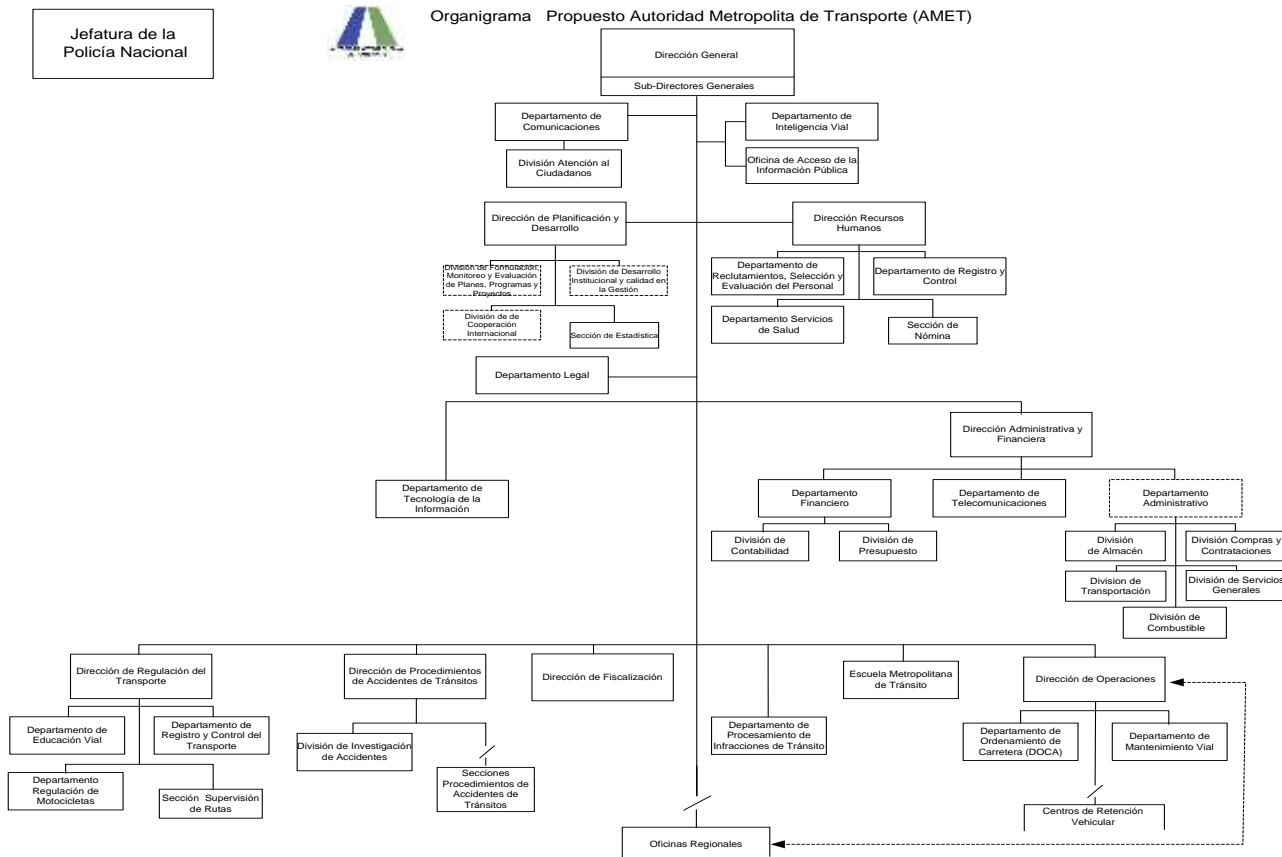 Organigrama Propuesto Autoridad Metropolita de Transporte (AMET)
Jefatura de la
Policía Nacional
Dirección General
Sub-Directores Generales
Departamento de
Comunicaciones
Departamento de
Inteligencia Vial
División Atención al
Ciudadanos
Oficina de Acceso de la
Información Pública
Dirección de Planificación y
Desarrollo
Dirección Recursos
Humanos
División de Formulación,
Monitoreo y Evaluación
de Planes, Programas y
Proyectos
División de Desarrollo
Institucional y calidad en
la Gestión
Departamento de
Reclutamientos, Selección y
Evaluación del Personal
Departamento de Registro y
Control
División de de
Cooperación
Internacional
Sección de Estadística
Departamento Servicios
de Salud
Sección de
Nómina
Departamento Legal
Dirección Administrativa y
Financiera
Departamento de
Tecnología de la
Información
Departamento
Financiero
Departamento de
Telecomunicaciones
Departamento
Administrativo
División de
Contabilidad
División de
Presupuesto
División
de Almacén
División Compras y
Contrataciones
Division de
Transportación
División de Servicios
Generales
División de
Combustible
Dirección de Regulación del
Transporte
Dirección de Procedimientos
de Accidentes de Tránsitos
Dirección de Fiscalización
Escuela Metropolitana
de Tránsito
Dirección de Operaciones
Departamento de
Educación Vial
Departamento de
Registro y Control del
Transporte
División de Investigación
de Accidentes
Departamento de
Procesamiento de
Infracciones de Tránsito
Departamento de
Ordenamiento de
Carretera (DOCA)
Departamento de
Mantenimiento Vial
Departamento
Regulación de
Motocicletas
Sección Supervisión
de Rutas
Secciones
Procedimientos de
Accidentes de
Tránsitos
Centros de Retención
Vehicular
Oficinas Regionales